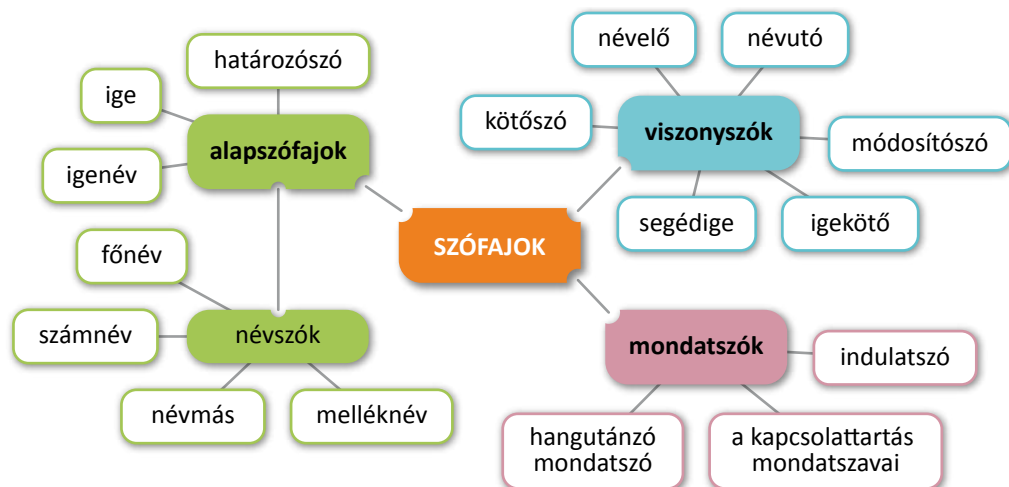 határozószó
ige
alapszófajok
igenév
főnév
számnév
névszók
névmás
melléknév
SZÓFAJOK
névelő
névutó
kötőszó
viszonyszók
módosítószó
segédige
igekötő
mondatszók
indulatszó
hangutánzó
mondatszó
a kapcsolattartás
mondatszavai